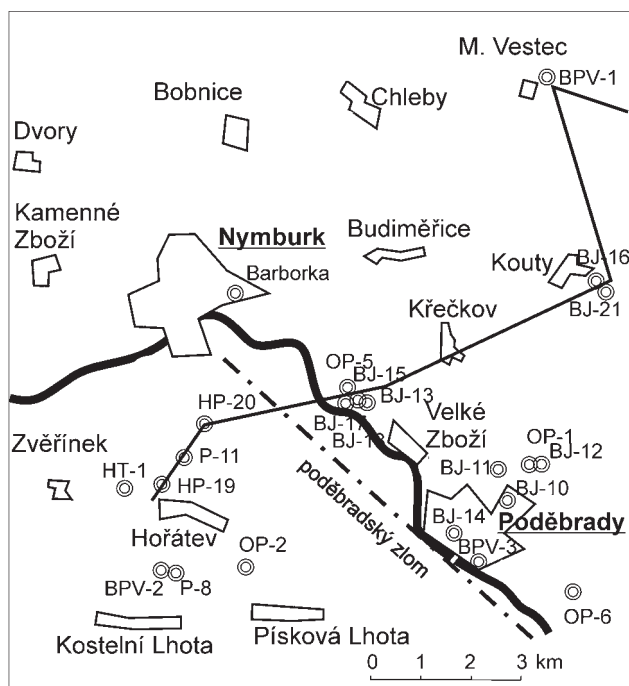 M. Vestec
BPV-1
Bobnice
Chleby
Dvory
Kamenné
Zboží
Nymburk
Budiměřice
Barborka
Kouty
BJ-16
BJ-21
Křečkov
OP-5
BJ-15
BJ-13
HP-20
BJ-17
BJ-18
Velké
Zboží
OP-1
BJ-12
Zvěřínek
P-11
HT-1
HP-19
BJ-11
BJ-10
poděbradský zlom
BJ-14
Poděbrady
Hořátev
OP-2
BPV-3
BPV-2
P-8
OP-6
Kostelní Lhota
Písková Lhota
0 1 2 3 km